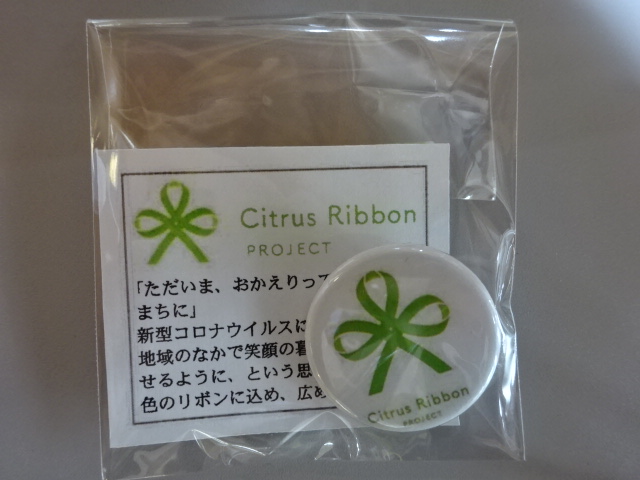 Citrus Ribbon
PROJECT
「ただいま、おかえりって
まちに」
新型コロナウイルスに
地域のなかで笑顔の暮
せるように、という思
色のリボンに込め、広め
Citrus Ribbon
PROJECT